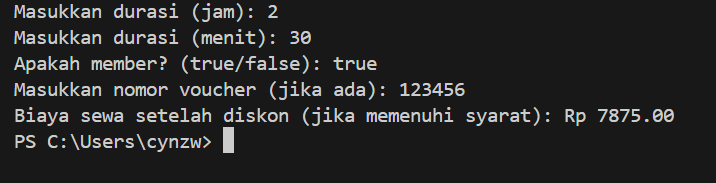 Masukkan durasi (jam): 2
Masukkan durasi (menit): 30
Apakah member? (true/false): true
Masukkan nomor voucher (jika ada): 123456
Biaya sewa setelah diskon (jika memenuhi syarat): Rp 7875.00
PS C:\Users\cynzw>